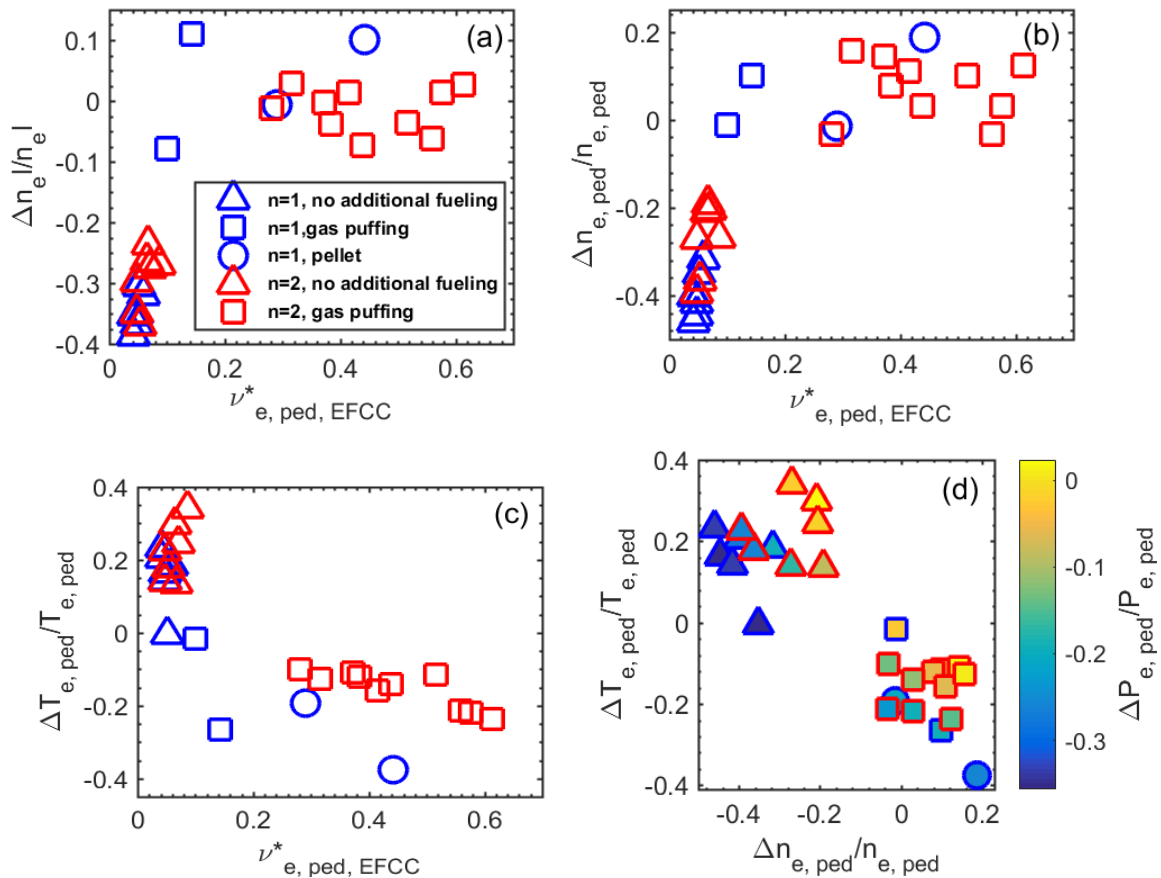 (a)
0.1
0
-0.1
-0.2
-0.3
-0.4
Δn_e l/n_e l
n=1, no additional fueling
n=1,gas puffing
n=1, pellet
n=2, no additional fueling
n=2, gas puffing
0 0.2 0.4 0.6
ν*_e, ped, EFCC
(b)
0.2
0
-0.2
-0.4
Δn_e, ped/n_e, ped
0 0.2 0.4 0.6
ν*_e, ped, EFCC
(c)
0.4
0.2
0
-0.2
-0.4
ΔT_e, ped/T_e, ped
0 0.2 0.4 0.6
ν*_e, ped, EFCC
(d)
0.4
0.2
0
-0.2
-0.4
ΔT_e, ped/T_e, ped
-0.4 -0.2 0 0.2
Δn_e, ped/n_e, ped
0
-0.1
-0.2
-0.3
ΔP_e, ped/P_e, ped